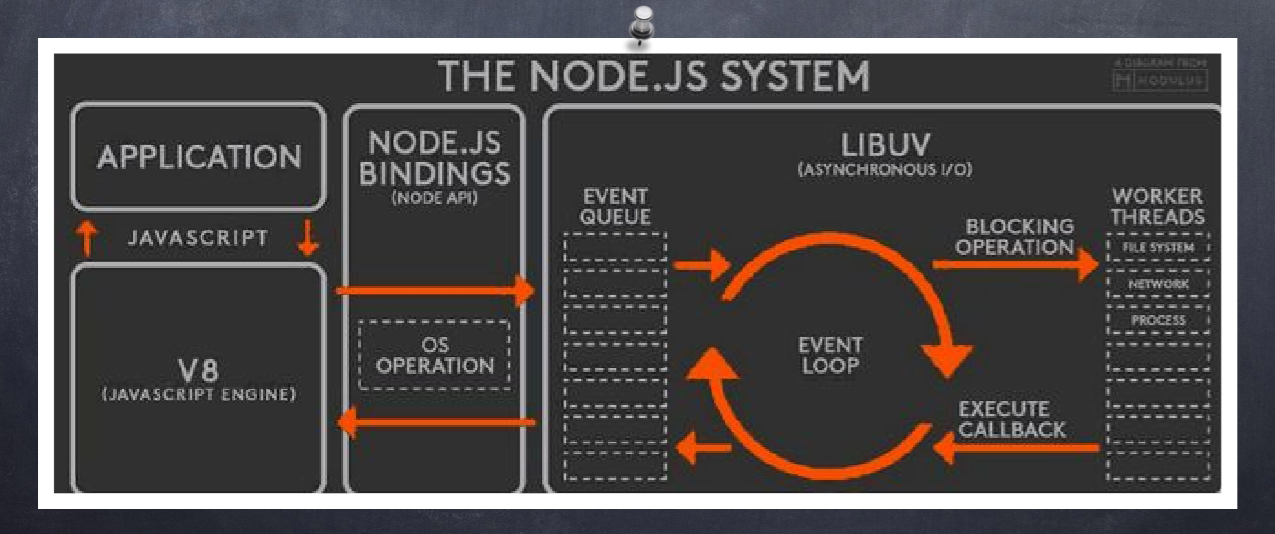 THE NODE.JS SYSTEM
A DIAGRAM FROM
MODULUS
APPLICATION
JAVASCRIPT
V8
(JAVASCRIPT ENGINE)
NODE.JS
BINDINGS
(NODE API)
OS
OPERATION
LIBUV
(ASYNCHRONOUS I/O)
EVENT
QUEUE
EVENT
LOOP
BLOCKING
OPERATION
EXECUTE
CALLBACK
WORKER
THREADS
FILE SYSTEM
NETWORK
PROCESS